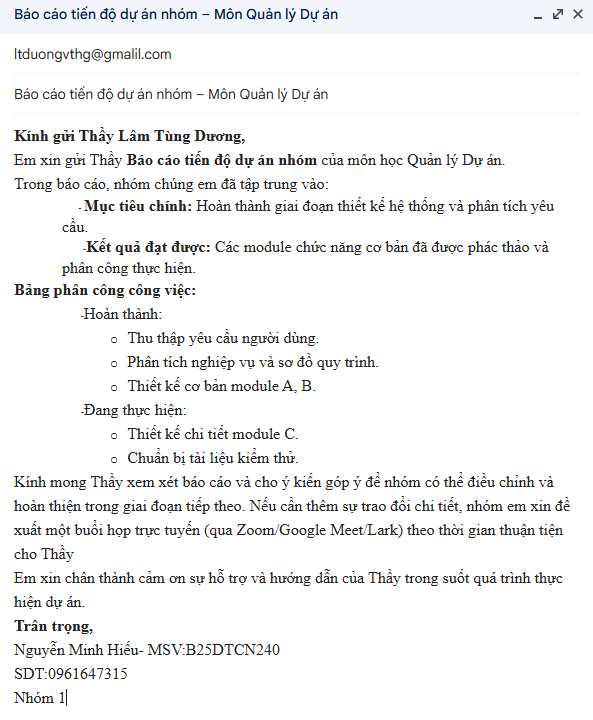 Báo cáo tiến độ dự án nhóm – Môn Quản lý Dự án
ltduongvthg@gmalil.com
Báo cáo tiến độ dự án nhóm – Môn Quản lý Dự án
Kính gửi Thầy Lâm Tùng Dương,
Em xin gửi Thầy Báo cáo tiến độ dự án nhóm của môn học Quản lý Dự án.
Trong báo cáo, nhóm chúng em đã tập trung vào:
- Mục tiêu chính: Hoàn thành giai đoạn thiết kế hệ thống và phân tích yêu
cầu.
-Kết quả đạt được: Các module chức năng cơ bản đã được phác thảo và
phân công thực hiện.
Bảng phân công công việc:
-Hoàn thành:
o Thu thập yêu cầu người dùng.
o Phân tích nghiệp vụ và sơ đồ quy trình.
o Thiết kế cơ bản module A, B.
-Đang thực hiện:
o Thiết kế chi tiết module C.
o Chuẩn bị tài liệu kiểm thử.
Kính mong Thầy xem xét báo cáo và cho ý kiến góp ý để nhóm có thể điều chỉnh và
hoàn thiện trong giai đoạn tiếp theo. Nếu cần thêm sự trao đổi chi tiết, nhóm em xin đề
xuất một buổi họp trực tuyến (qua Zoom/Google Meet/Lark) theo thời gian thuận tiện
cho Thầy
Em xin chân thành cảm ơn sự hỗ trợ và hướng dẫn của Thầy trong suốt quá trình thực
hiện dự án.
Trân trọng,
Nguyễn Minh Hiếu- MSV:B25DTCN240
SDT:0961647315
Nhóm 1